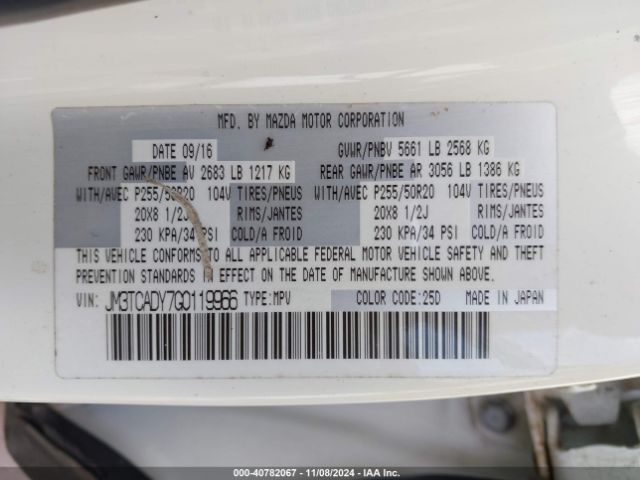 MFD. BY MAZDA MOTOR CORPORATION
DATE 09/16 GVWR/PNBV 5661 LB 2568 KG
FRONT GAWR/PNBE AV 2683 LB 1217 KG REAR GAWR/PNBE AR 3056 LB 1386 KG
WITH/AVEC P255/50R20 104V TIRES/PNEUS WITH/AVEC P255/50R20 104V TIRES/PNEUS
20X8 1/2J RIMS/JANTES 20X8 1/2J RIMS/JANTES
230 KPA/34 PSI COLD/A FROID 230 KPA/34 PSI COLD/A FROID
THIS VEHICLE CONFORMS TO ALL APPLICABLE FEDERAL MOTOR VEHICLE SAFETY AND THEFT
PREVENTION STANDARDS IN EFFECT ON THE DATE OF MANUFACTURE SHOWN ABOVE.
VIN: JM3TCADY7G0119966 TYPE:MPV COLOR CODE:25D MADE IN JAPAN
000-40782067 - 11/08/2024 - IAA Inc.